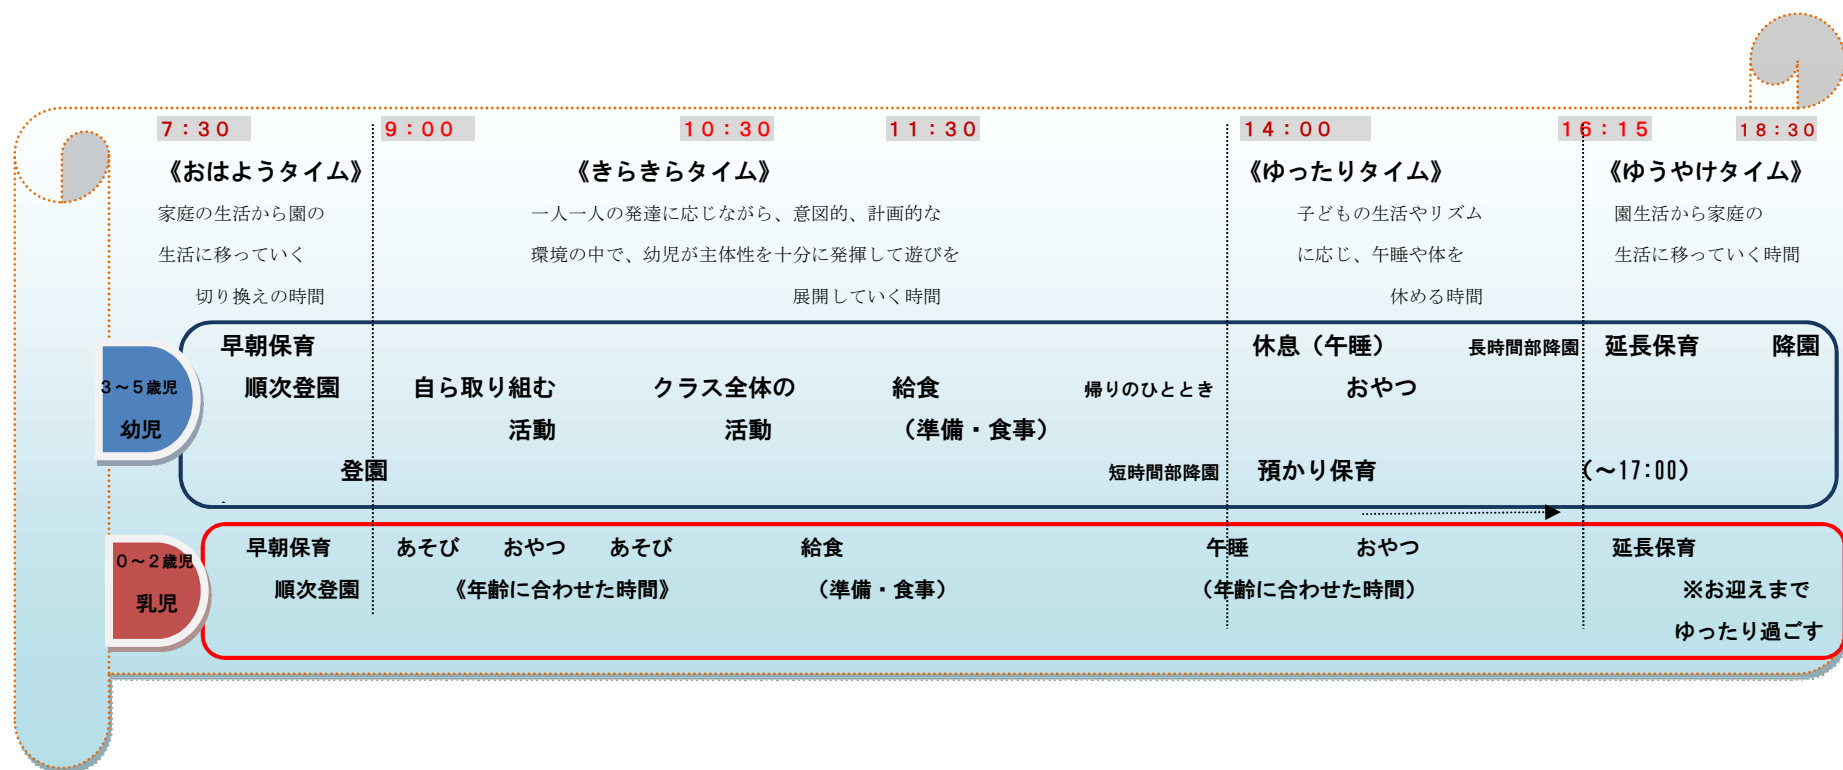 7：30 9：00 10：30 11：30 14：00 16：15 18：30
《おはようタイム》 《きらきらタイム》 《ゆったりタイム》 《ゆうやけタイム》
家庭の生活から園の 一人一人の発達に応じながら、意図的、計画的な 子どもの生活やリズム 園生活から家庭の
生活に移っていく 環境の中で、幼児が主体性を十分に発揮して遊びを に応じ、午睡や体を 生活に移っていく時間
切り換えの時間 展開していく時間 休める時間
早朝保育 休息（午睡） 長時間部降園 延長保育 降園
3～5歳児 順次登園 自ら取り組む クラス全体の 給食 帰りのひととき おやつ
幼児 活動 活動 （準備・食事）
登園 短時間部降園 預かり保育 （～17:00）
早朝保育 あそび おやつ あそび 給食 午睡 おやつ 延長保育
0～2歳児
乳児 順次登園 《年齢に合わせた時間》 （準備・食事） （年齢に合わせた時間） ※お迎えまで
ゆったり過ごす